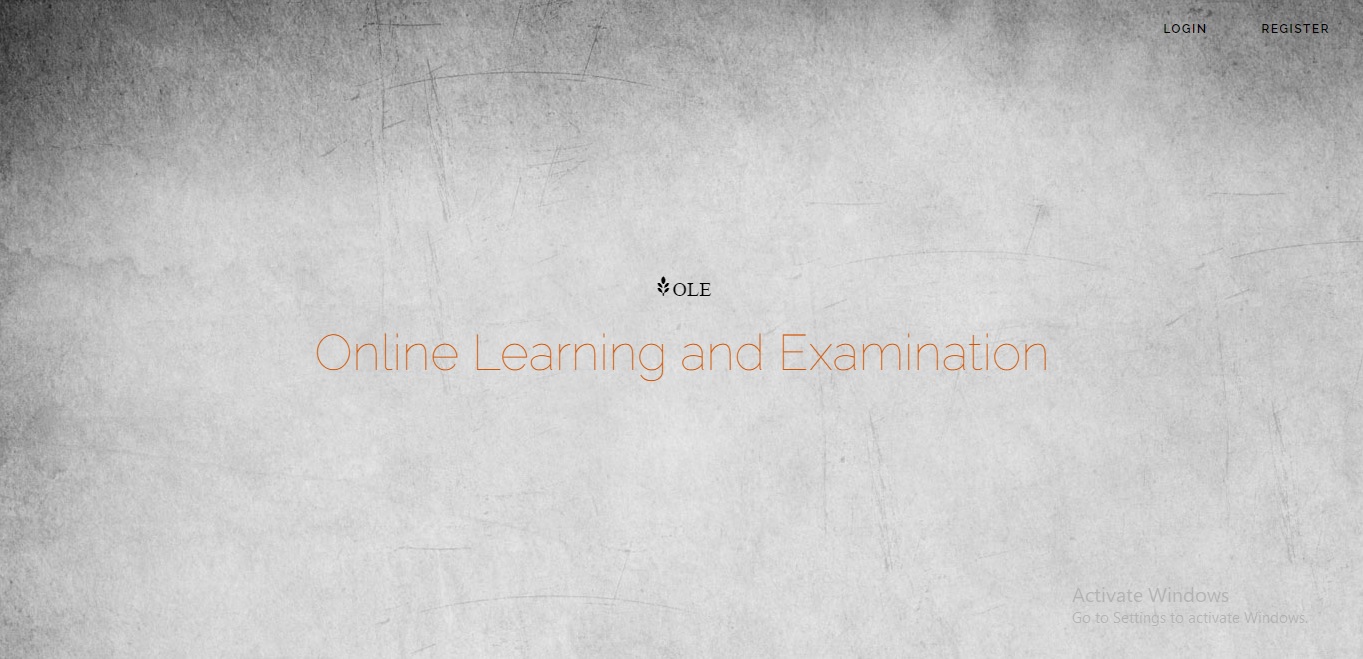 LOGIN REGISTER
OLE
Online Learning and Examination
Activate Windows
Go to Settings to activate Windows.